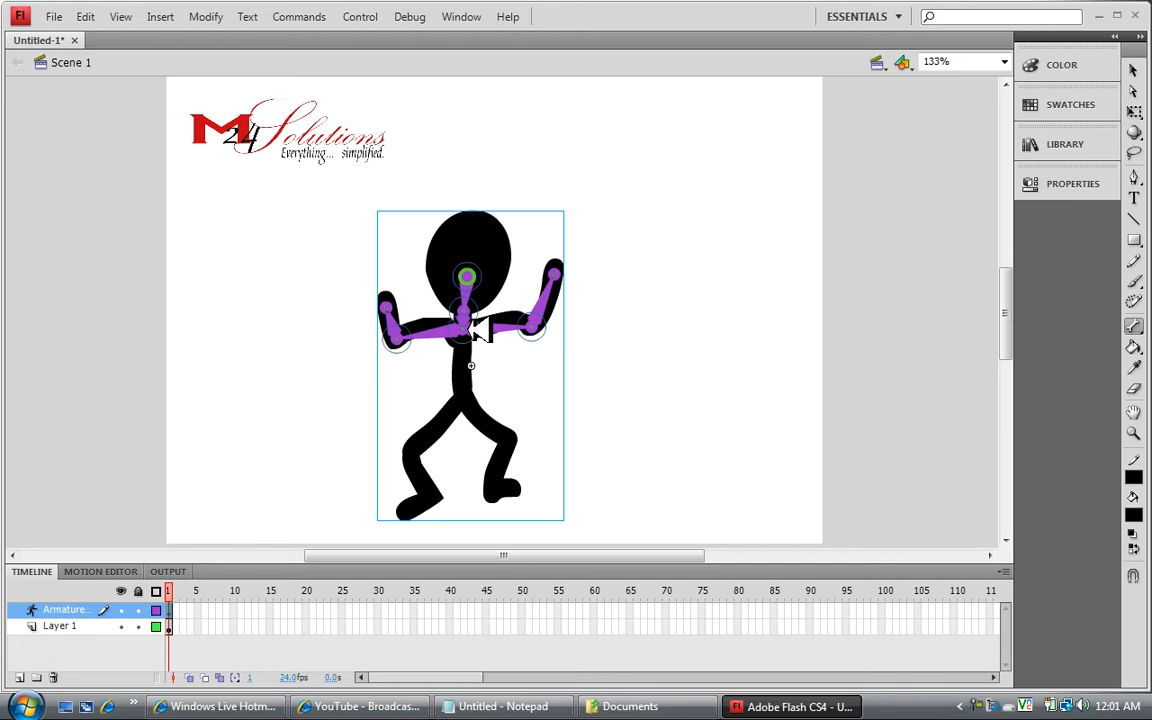 Fl File Edit View Insert Modify Text Commands Control Debug Window Help ESSENTIALS
Untitled-1*
Scene 1 133%
COLOR
SWATCHES
LIBRARY
PROPERTIES
M24 Solutions
Everything... simplified.
TIMELINE MOTION EDITOR OUTPUT
1 5 10 15 20 25 30 35 40 45 50 55 60 65 70 75 80 85 90 95 100 105 11
Armature...
Layer 1
1 24.0fps 0.0s
Windows Live Hotm... YouTube - Broadcas... Untitled - Notepad Documents Adobe Flash CS4 - U... 12:01 AM